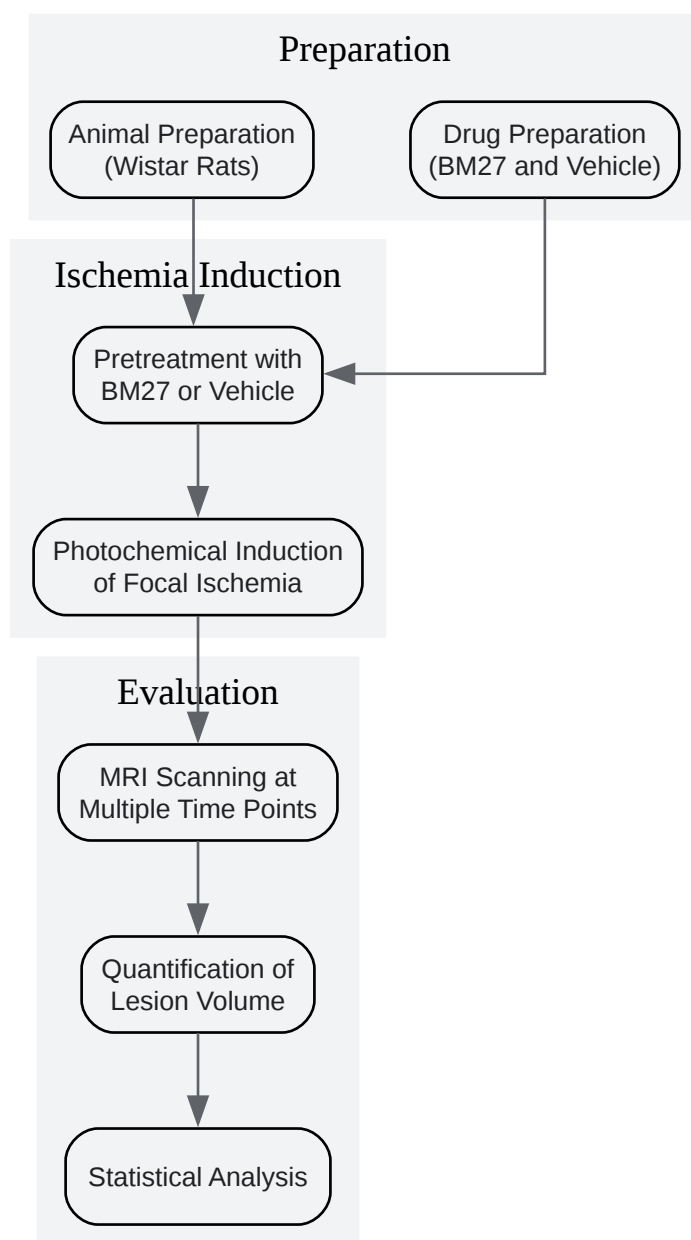 Preparation
Animal Preparation
(Wistar Rats)
Drug Preparation
(BM27 and Vehicle)
Ischemia Induction
Pretreatment with
BM27 or Vehicle
Photochemical Induction
of Focal Ischemia
Evaluation
MRI Scanning at
Multiple Time Points
Quantification of
Lesion Volume
Statistical Analysis